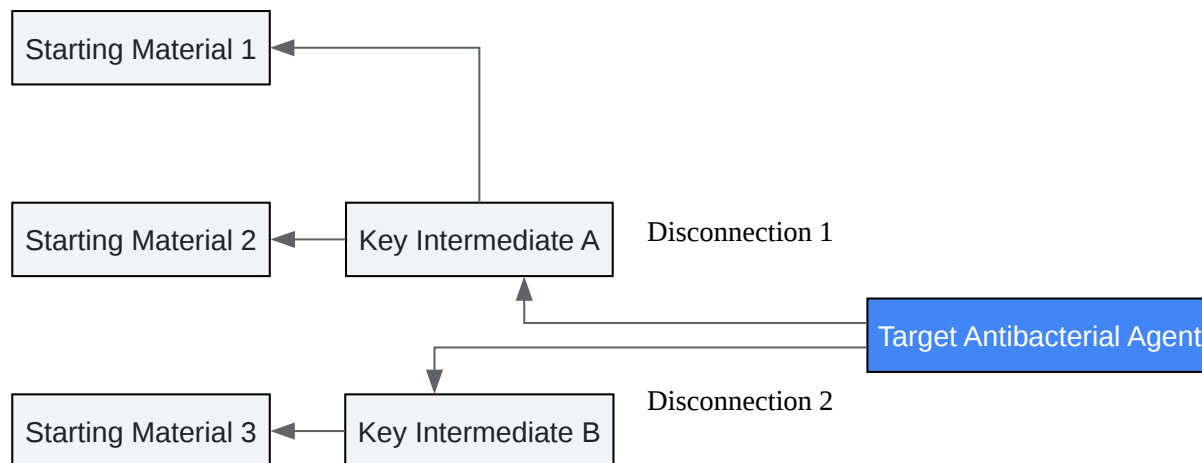 Starting Material 1
Starting Material 2
Key Intermediate A
Disconnection 1
Target Antibacterial Agent
Disconnection 2
Starting Material 3
Key Intermediate B